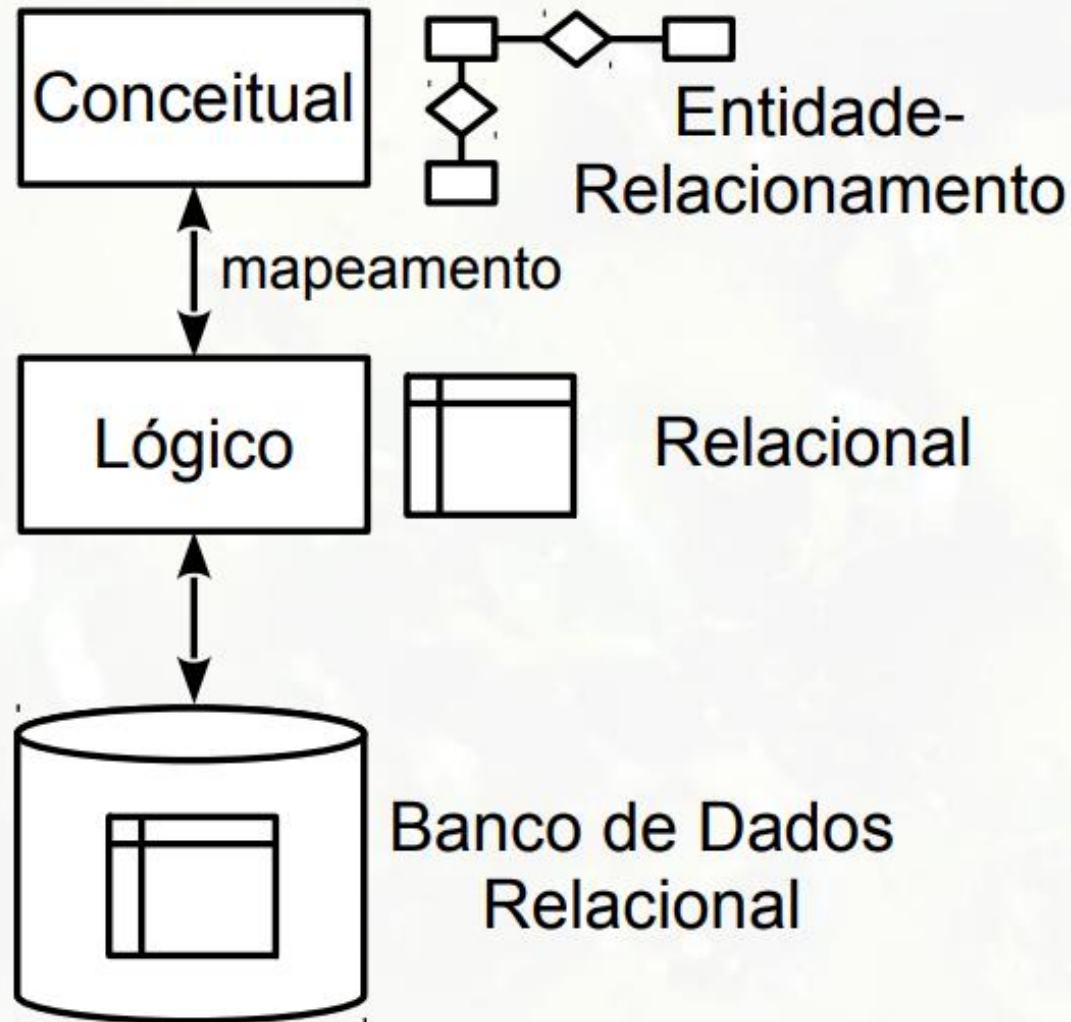 Conceitual
Entidade-
Relacionamento
mapeamento
Lógico
Relacional
Banco de Dados
Relacional